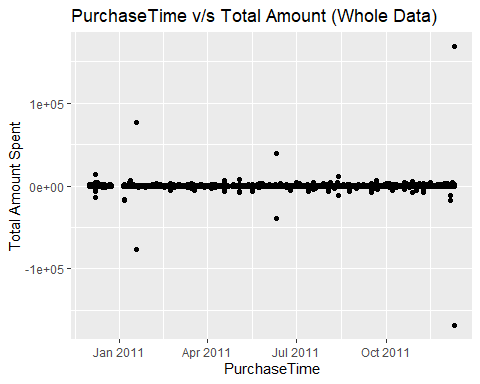 PurchaseTime v/s Total Amount (Whole Data)
Total Amount Spent
1e+05
0e+00
-1e+05
Jan 2011 Apr 2011 Jul 2011 Oct 2011
PurchaseTime